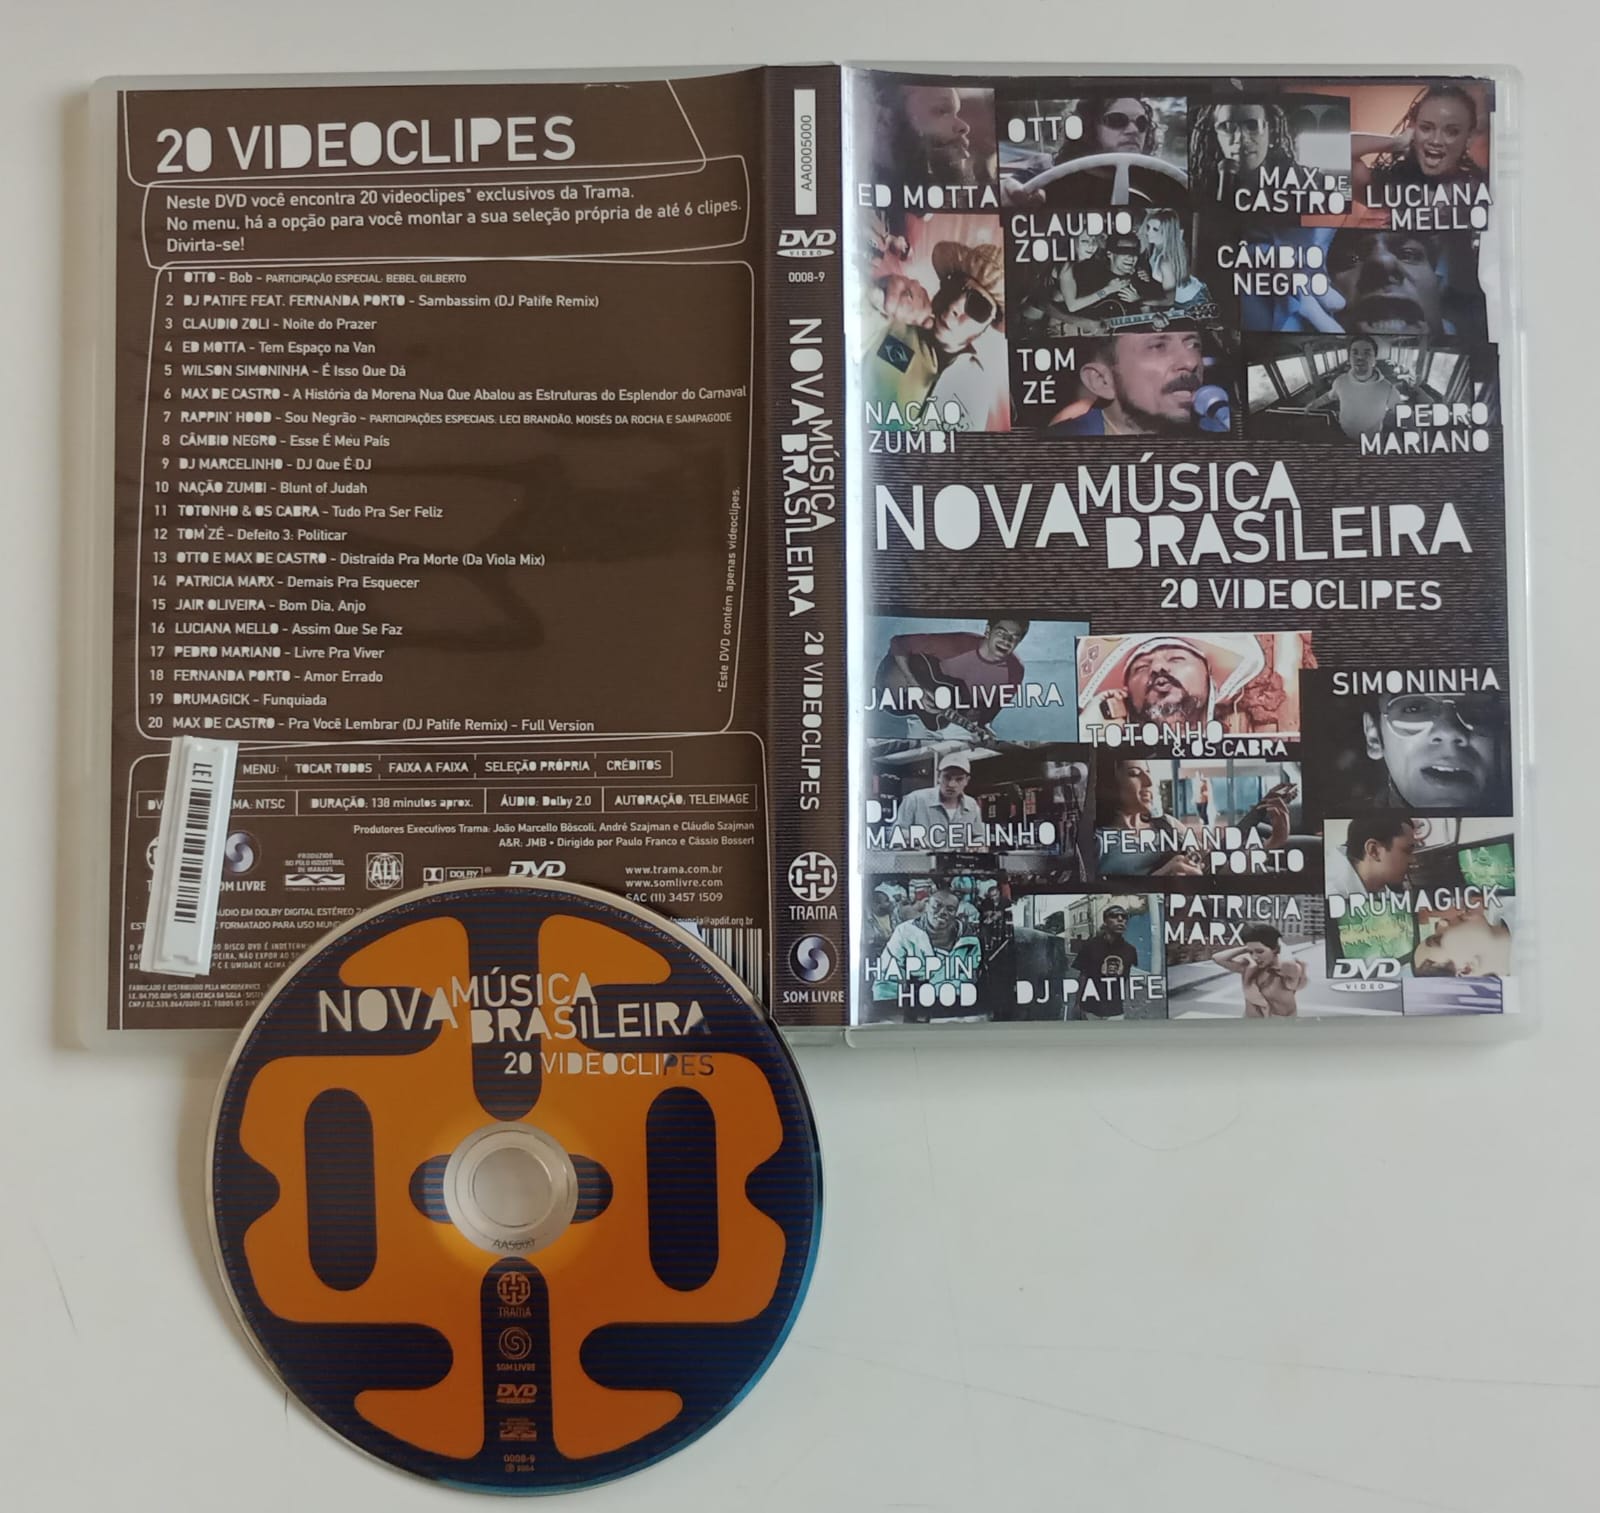 20 VIDEOCLIPES
Neste DVD você encontra 20 videoclipes* exclusivos da Trama.
No menu, há a opção para você montar a sua seleção própria de até 6 clipes.
Divirta-se!
1 OTTO - Bob - PARTICIPAÇÃO ESPECIAL: BEBEL GILBERTO
2 DJ PATIFE FEAT. FERNANDA PORTO - Sambassim (DJ Patife Remix)
3 CLAUDIO ZOLI - Noite do Prazer
4 ED MOTTA - Tem Espaço na Van
5 WILSON SIMONINHA - É Isso Que Dá
6 MAX DE CASTRO - A História da Morena Nua Que Abalou as Estruturas do Esplendor do Carnaval
7 RAPPIN' HOOD - Sou Negrão - PARTICIPAÇÕES ESPECIAIS: LECI BRANDÃO, MOISÉS DA ROCHA E SAMPAGODE
8 CÂMBIO NEGRO - Esse É Meu País
9 DJ MARCELINHO - DJ Que É DJ
10 NAÇÃO ZUMBI - Blunt of Judah
11 TOTONHO & OS CABRA - Tudo Pra Ser Feliz
12 TOM ZÉ - Defeito 3: Politicar
13 OTTO E MAX DE CASTRO - Distraída Pra Morte (Da Viola Mix)
14 PATRICIA MARX - Demais Pra Esquecer
15 JAIR OLIVEIRA - Bom Dia, Anjo
16 LUCIANA MELLO - Assim Que Se Faz
17 PEDRO MARIANO - Livre Pra Viver
18 FERNANDA PORTO - Amor Errado
19 DRUMAGICK - Funquiada
20 MAX DE CASTRO - Pra Você Lembrar (DJ Patife Remix) - Full Version
*Este DVD contém apenas videoclipes.
MENU: TOCAR TODOS FAIXA A FAIXA SELEÇÃO PRÓPRIA CRÉDITOS
NTSC DURAÇÃO: 138 minutos aprox. ÁUDIO: Dolby 2.0 AUTORAÇÃO: TELEIMAGE
Produtores Executivos Trama: João Marcello Bôscoli, André Szajman e Cláudio Szajman
A&R: JMB • Dirigido por Paulo Franco e Cássio Bosserl
LIVRE
PRODUZIDO
NO PÓLO INDUSTRIAL
DE MANAUS
ALL
DOLBY
DVD
www.trama.com.br
www.somlivre.com
SAC (11) 3457 1509
AA0005000
DVD
VIDEO
0008-9
NOVA MÚSICA BRASILEIRA 20 VIDEOCLIPES
TRAMA
SOM LIVRE
ED MOTTA
OTTO
MAX DE
CASTRO
LUCIANA
MELLO
CLAUDIO
ZOLI
CÂMBIO
NEGRO
NAÇÃO
ZUMBI
TOM
ZÉ
PEDRO
MARIANO
NOVA MÚSICA
BRASILEIRA
20 VIDEOCLIPES
JAIR OLIVEIRA
TOTONHO
& OS CABRA
SIMONINHA
DJ
MARCELINHO
FERNANDA
PORTO
RAPPIN'
HOOD
DJ PATIFE
PATRICIA
MARX
DRUMAGICK
DVD
VIDEO
NOVA MÚSICA
BRASILEIRA
20 VIDEOCLIPES
TRAMA
SOM LIVRE
DVD
0008-9
℗ 2004